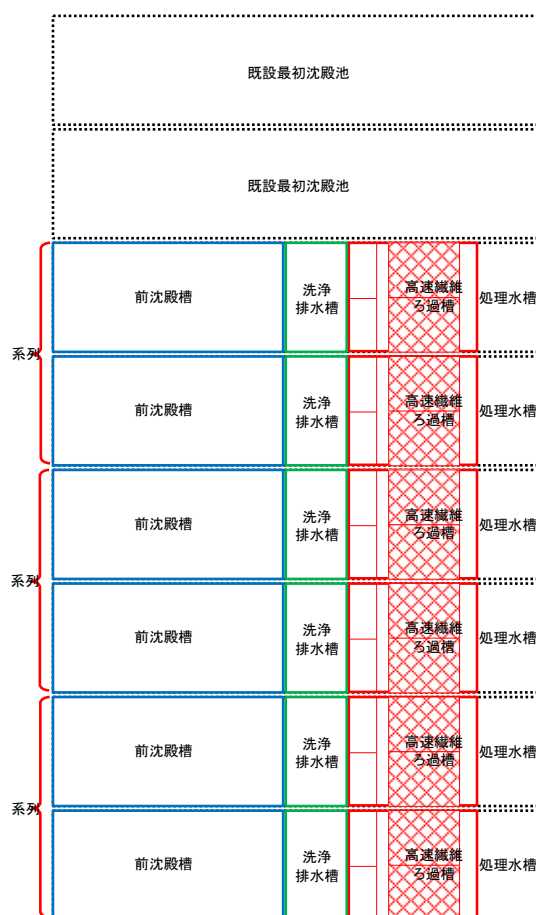 既設最初沈殿池
既設最初沈殿池
前沈殿槽
洗浄
排水槽
高速繊維
ろ過槽
処理水槽
系列
前沈殿槽
洗浄
排水槽
高速繊維
ろ過槽
処理水槽
前沈殿槽
洗浄
排水槽
高速繊維
ろ過槽
処理水槽
系列
前沈殿槽
洗浄
排水槽
高速繊維
ろ過槽
処理水槽
前沈殿槽
洗浄
排水槽
高速繊維
ろ過槽
処理水槽
系列
前沈殿槽
洗浄
排水槽
高速繊維
ろ過槽
処理水槽